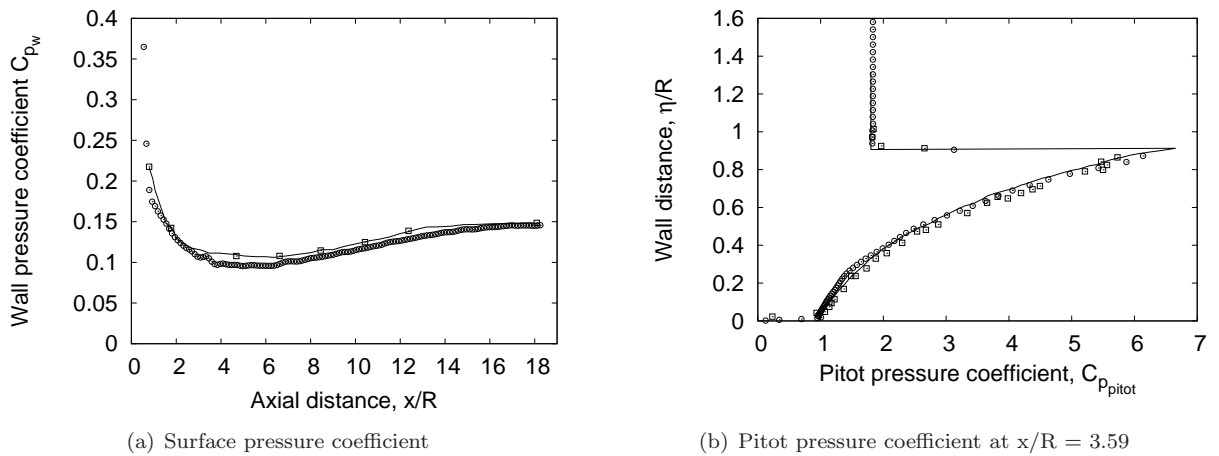 0.4
0.35
0.3
0.25
0.2
0.15
0.1
0.05
0
Wall pressure coefficient C_{p_w}
0 2 4 6 8 10 12 14 16 18
Axial distance, x/R
(a) Surface pressure coefficient
1.6
1.4
1.2
1
0.8
0.6
0.4
0.2
0
Wall distance, η/R
0 1 2 3 4 5 6 7
Pitot pressure coefficient, C_{p_{pitot}}
(b) Pitot pressure coefficient at x/R = 3.59